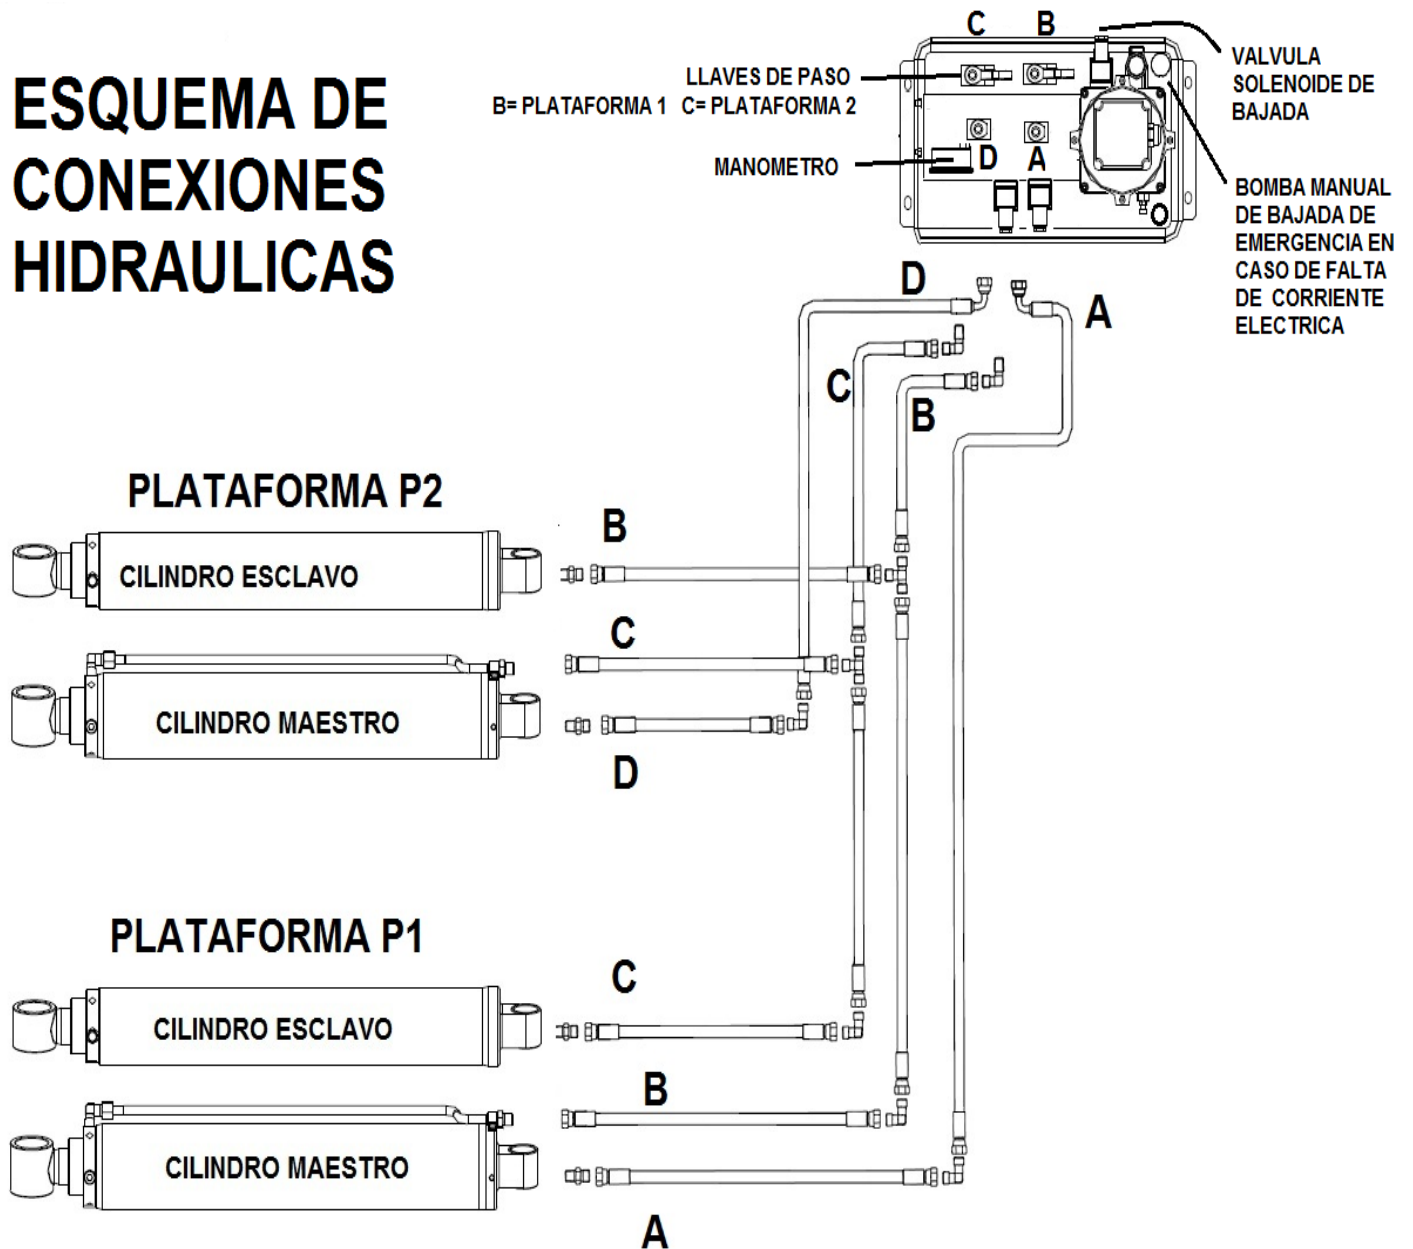 ESQUEMA DE
CONEXIONES
HIDRAULICAS
C
B
LLAVES DE PASO
B= PLATAFORMA 1 C= PLATAFORMA 2
MANOMETRO
D
A
VALVULA
SOLENOIDE DE
BAJADA
BOMBA MANUAL
DE BAJADA DE
EMERGENCIA EN
CASO DE FALTA
DE CORRIENTE
ELECTRICA
D
A
C
B
PLATAFORMA P2
B
CILINDRO ESCLAVO
C
CILINDRO MAESTRO
D
PLATAFORMA P1
C
CILINDRO ESCLAVO
B
CILINDRO MAESTRO
A